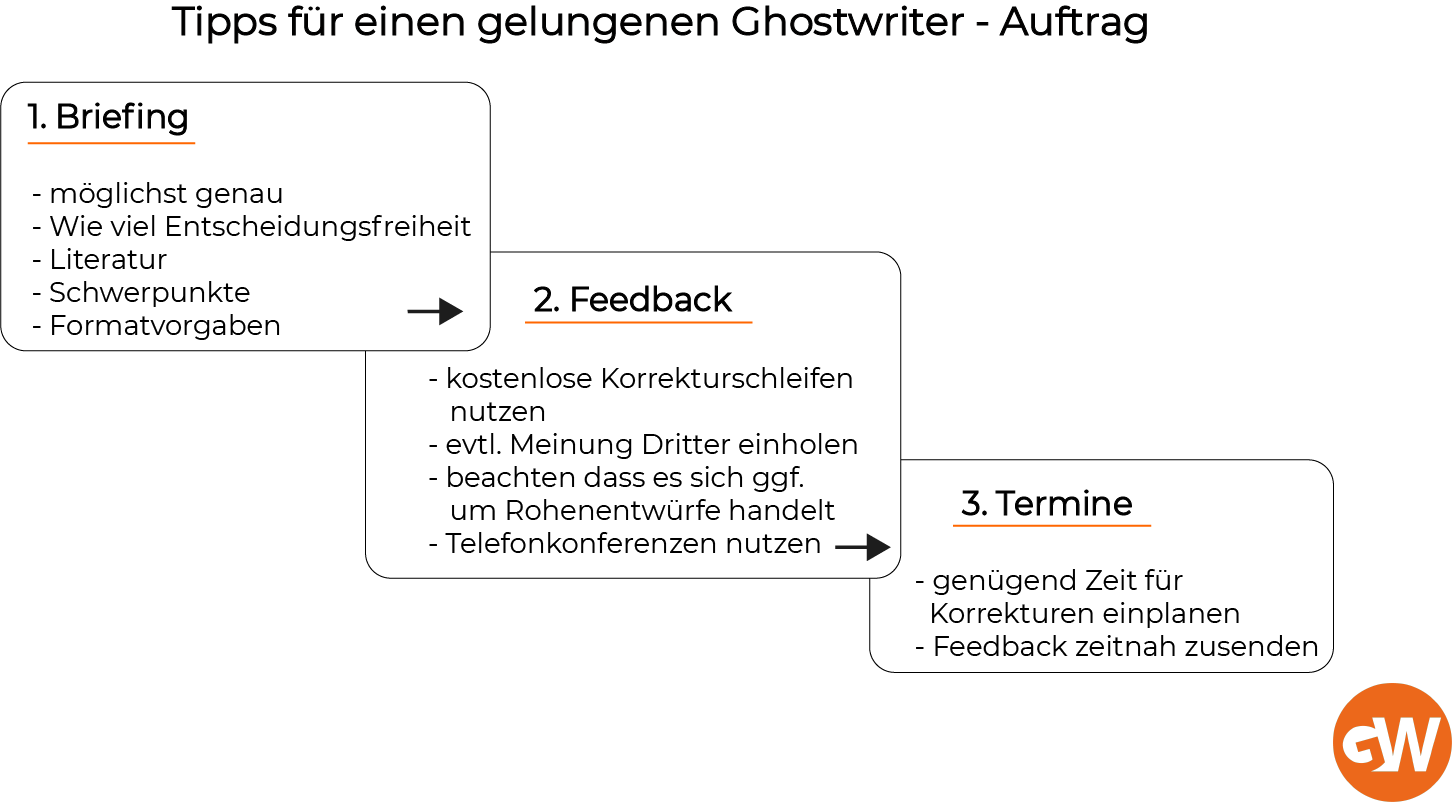 Tipps für einen gelungenen Ghostwriter - Auftrag
1. Briefing
- möglichst genau
- Wie viel Entscheidungsfreiheit
- Literatur
- Schwerpunkte
- Formatvorgaben
2. Feedback
- kostenlose Korrekturschleifen
nutzen
- evtl. Meinung Dritter einholen
- beachten dass es sich ggf.
um Rohenentwürfe handelt
- Telefonkonferenzen nutzen
3. Termine
- genügend Zeit für
Korrekturen einplanen
- Feedback zeitnah zusenden
GW